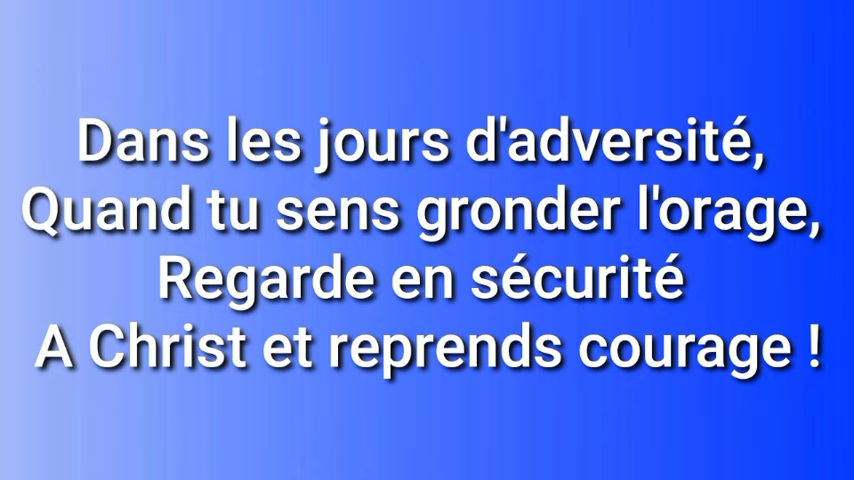 Dans les jours d'adversité,
Quand tu sens gronder l'orage,
Regarde en sécurité
A Christ et reprends courage !